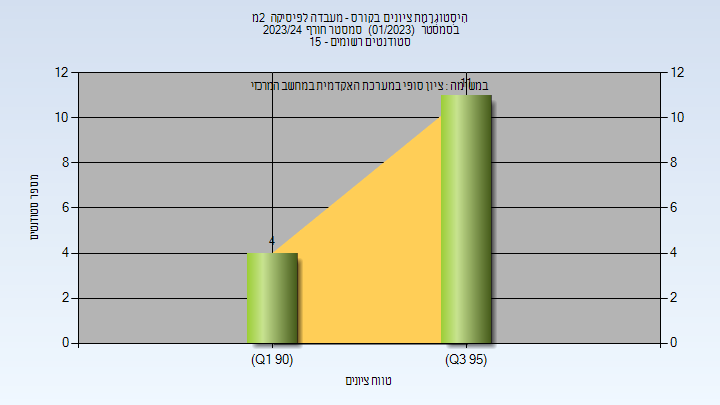 היסטוגרמת ציונים בקורס - מעבדה לפיסיקה 2מ
בסמסטר (01/2023) סמסטר חורף 2023/24
סטודנטים רשומים - 15
במשימה : ציון סופי במערכת האקדמית במחשב המרכזי
12 12
11
10 10
8 8
מספר סטודנטים
6 6
4
4 4
2 2
0 0
(Q1 90) (Q3 95)
טווח ציונים